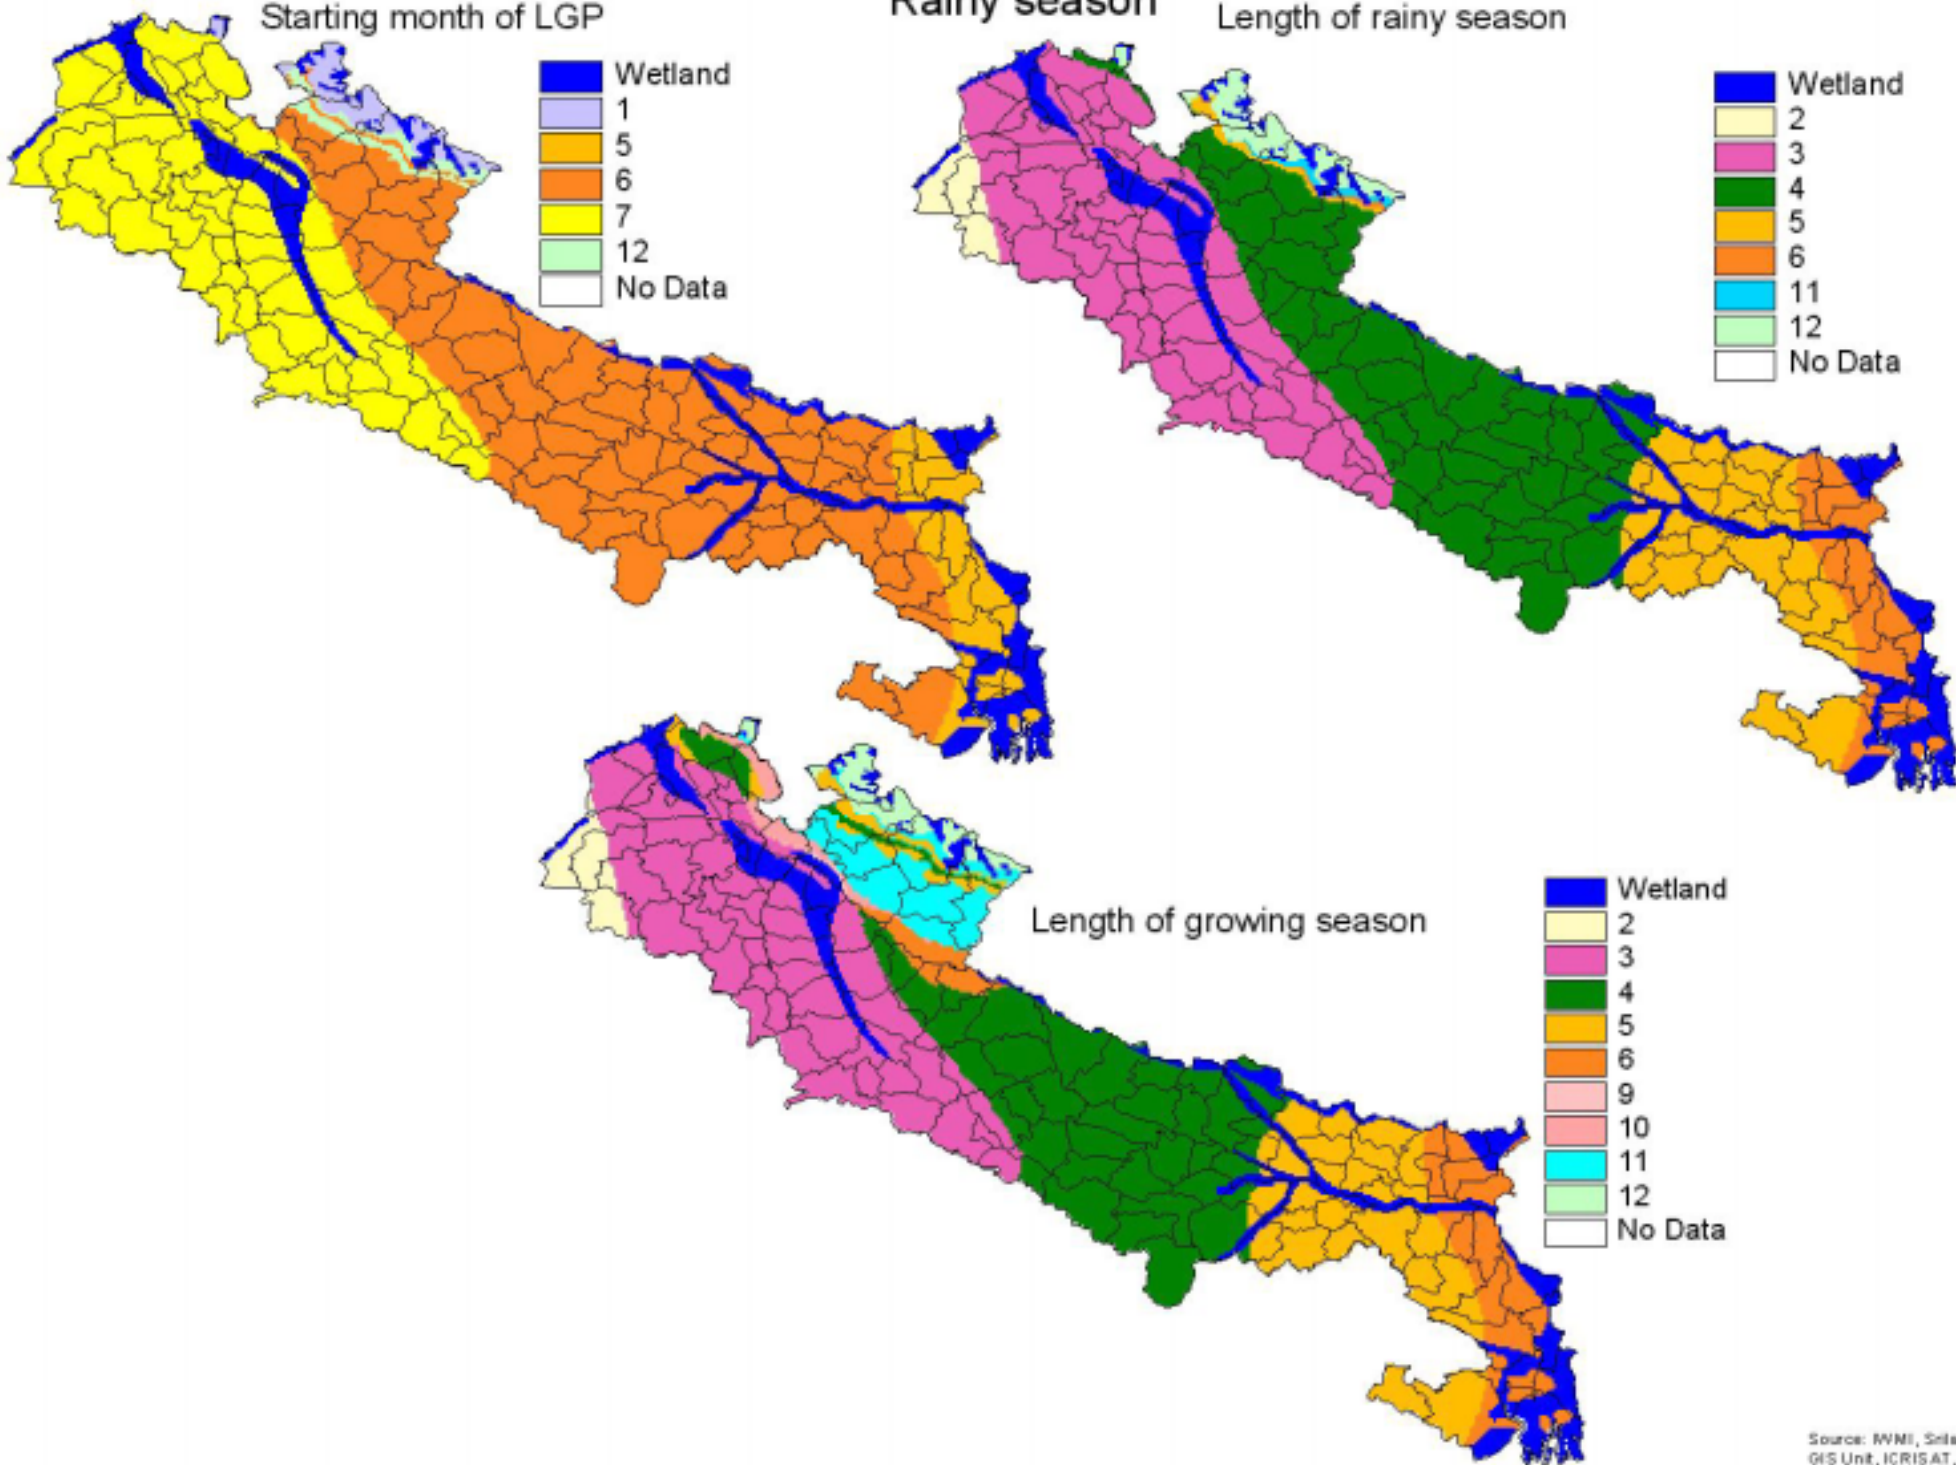 Rainy season
Starting month of LGP
Wetland
1
5
6
7
12
No Data
Length of rainy season
Wetland
2
3
4
5
6
11
12
No Data
Length of growing season
Wetland
2
3
4
5
6
9
10
11
12
No Data
Source: IWMI,
GIS Unit, ICRISAT